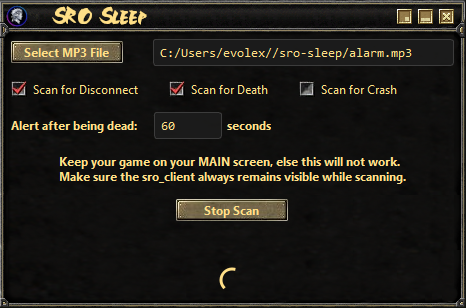 SRO Sleep
Select MP3 File C:/Users/evolex//sro-sleep/alarm.mp3
Scan for Disconnect Scan for Death Scan for Crash
Alert after being dead: 60 seconds
Keep your game on your MAIN screen, else this will not work.
Make sure the sro_client always remains visible while scanning.
Stop Scan